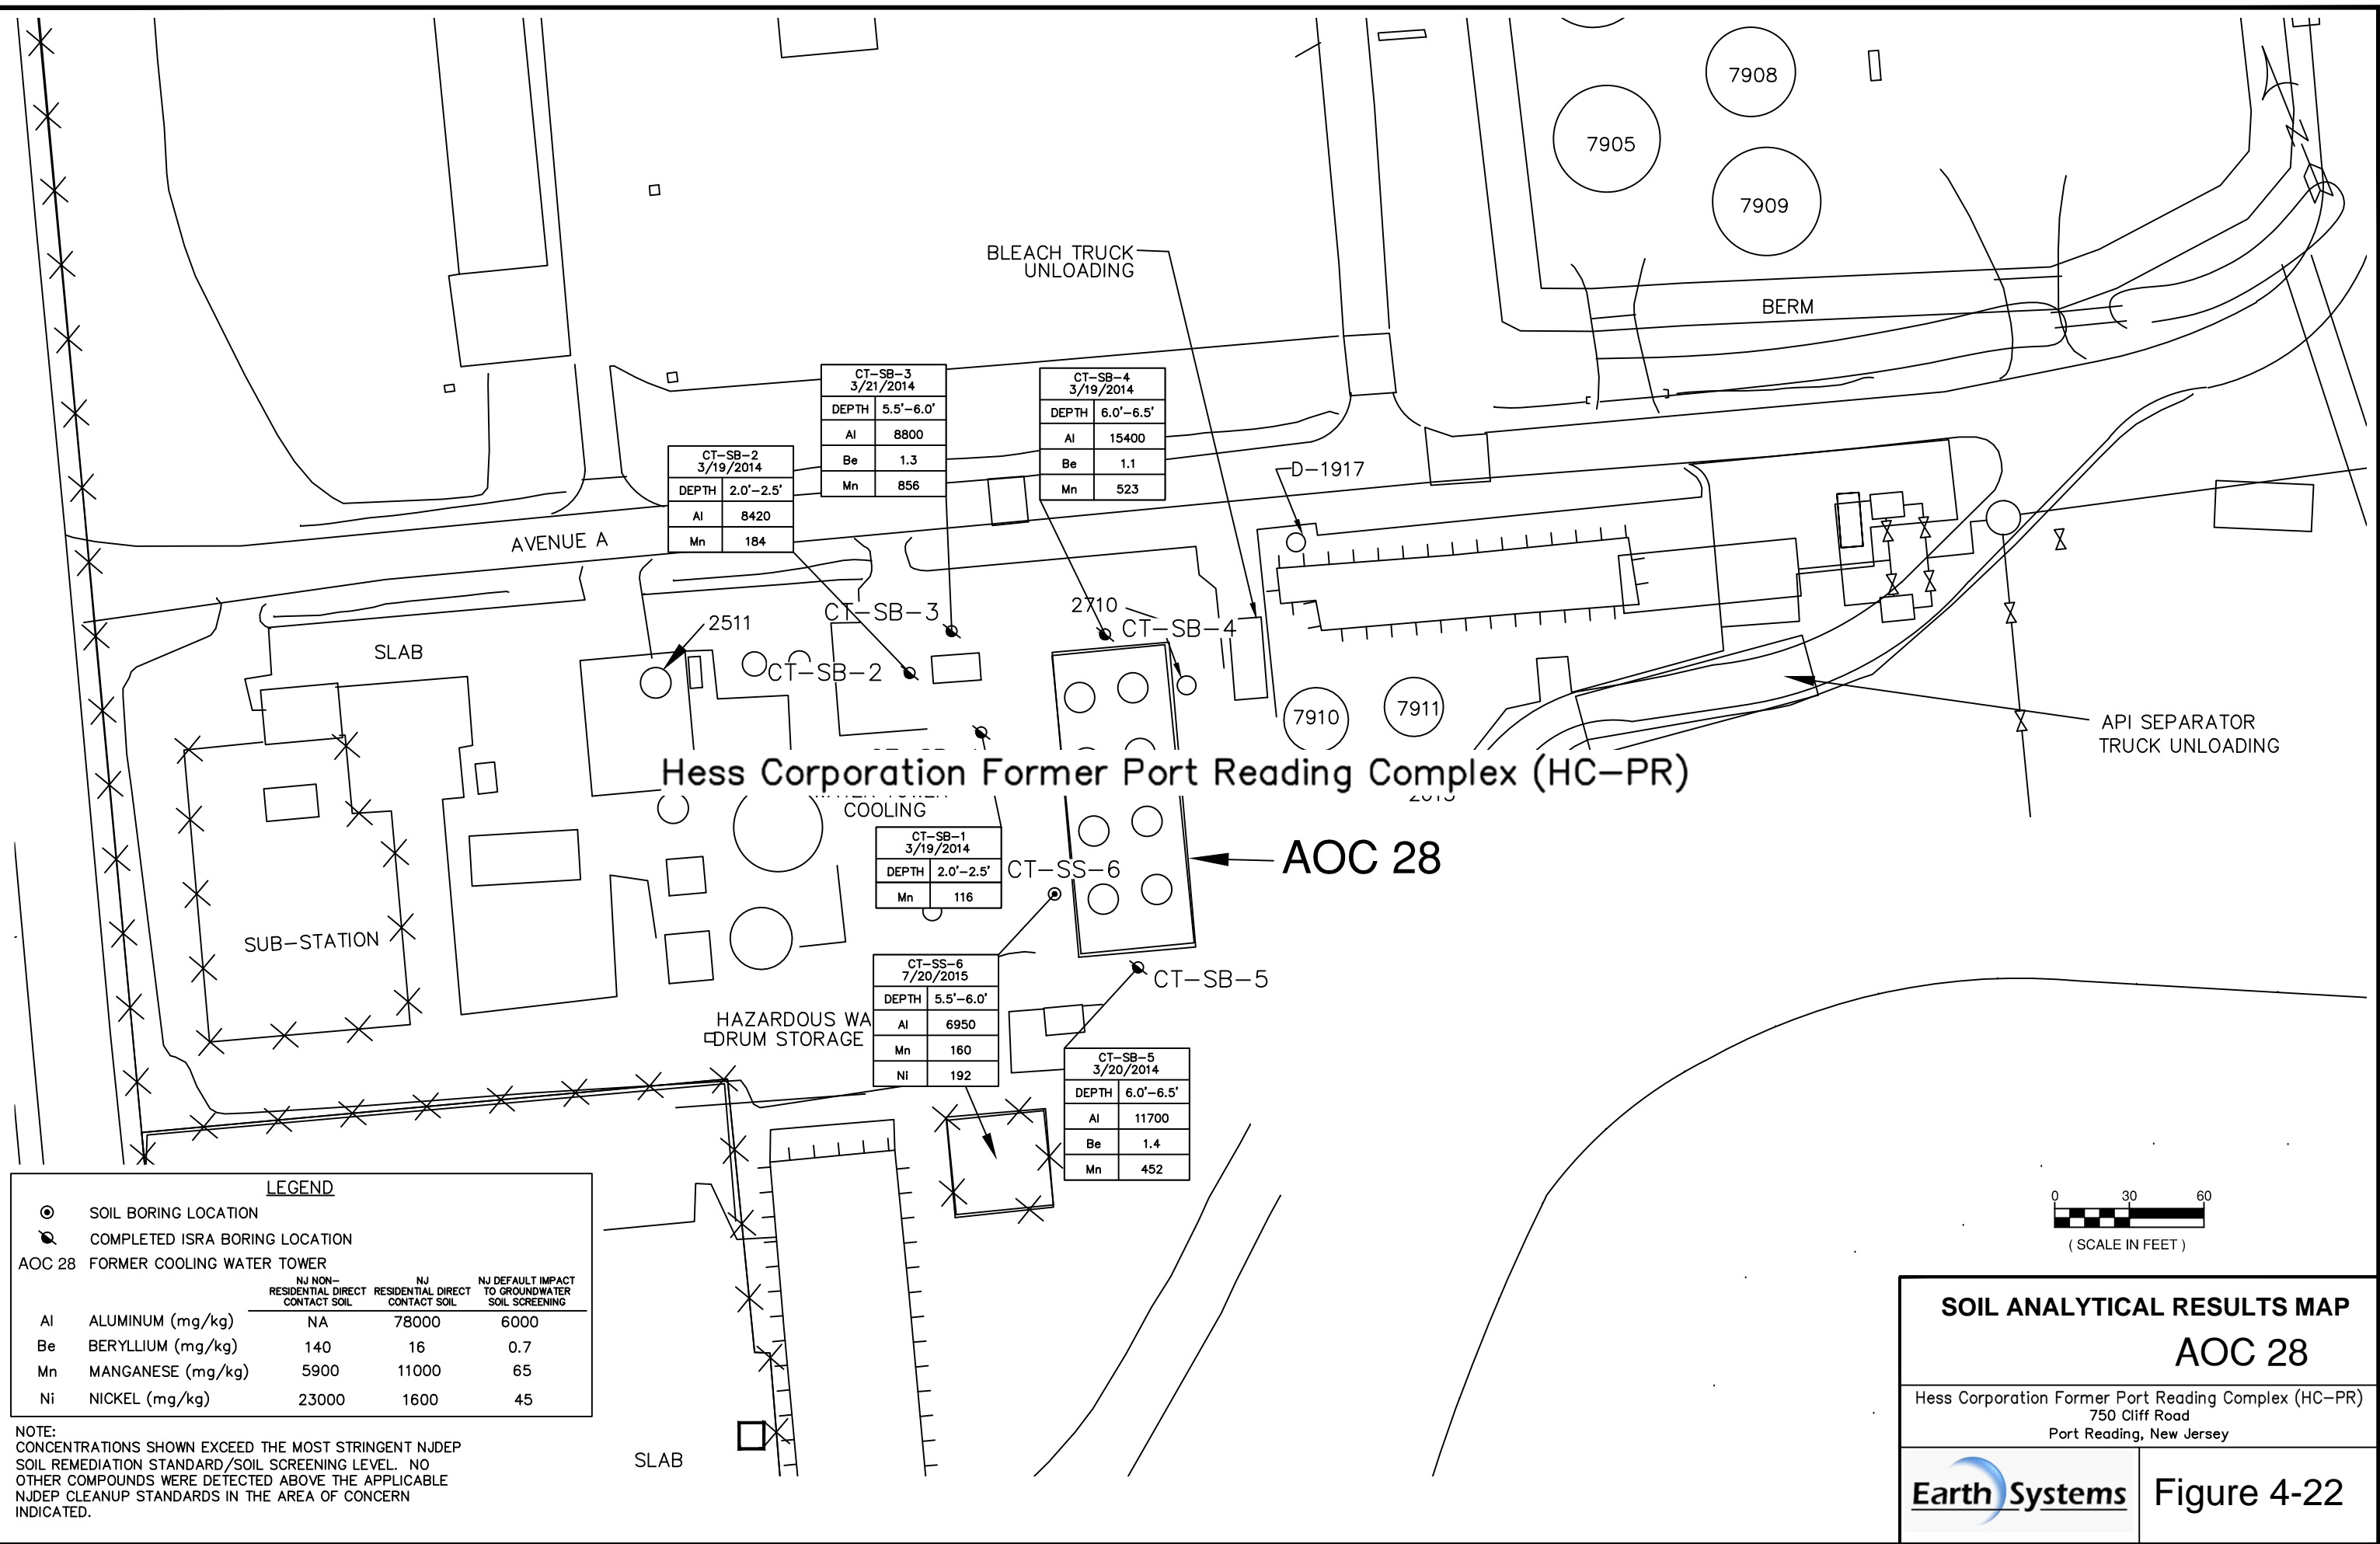 7908
7905
7909
BLEACH TRUCK
UNLOADING
BERM
CT-SB-3
3/21/2014
DEPTH 5.5'-6.0'
Al 8800
Be 1.3
Mn 856
CT-SB-4
3/19/2014
DEPTH 6.0'-6.5'
Al 15400
Be 1.1
Mn 523
CT-SB-2
3/19/2014
DEPTH 2.0'-2.5'
Al 8420
Mn 184
D-1917
AVENUE A
CT-SB-3
2710
CT-SB-4
2511
SLAB
CT-SB-2
7910
7911
API SEPARATOR
TRUCK UNLOADING
Hess Corporation Former Port Reading Complex (HC-PR)
COOLING
CT-SB-1
3/19/2014
DEPTH 2.0'-2.5'
Mn 116
CT-SS-6
AOC 28
SUB-STATION
CT-SS-6
7/20/2015
DEPTH 5.5'-6.0'
Al 6950
Mn 160
Ni 192
CT-SB-5
HAZARDOUS WA
DRUM STORAGE
CT-SB-5
3/20/2014
DEPTH 6.0'-6.5'
Al 11700
Be 1.4
Mn 452
LEGEND
SOIL BORING LOCATION
COMPLETED ISRA BORING LOCATION
AOC 28 FORMER COOLING WATER TOWER
NJ NON-
RESIDENTIAL DIRECT
CONTACT SOIL
NJ
RESIDENTIAL DIRECT
CONTACT SOIL
NJ DEFAULT IMPACT
TO GROUNDWATER
SOIL SCREENING
Al ALUMINUM (mg/kg) NA 78000 6000
Be BERYLLIUM (mg/kg) 140 16 0.7
Mn MANGANESE (mg/kg) 5900 11000 65
Ni NICKEL (mg/kg) 23000 1600 45
NOTE:
CONCENTRATIONS SHOWN EXCEED THE MOST STRINGENT NJDEP
SOIL REMEDIATION STANDARD/SOIL SCREENING LEVEL. NO
OTHER COMPOUNDS WERE DETECTED ABOVE THE APPLICABLE
NJDEP CLEANUP STANDARDS IN THE AREA OF CONCERN
INDICATED.
SLAB
0 30 60
( SCALE IN FEET )
SOIL ANALYTICAL RESULTS MAP
AOC 28
Hess Corporation Former Port Reading Complex (HC-PR)
750 Cliff Road
Port Reading, New Jersey
Earth Systems
Figure 4-22